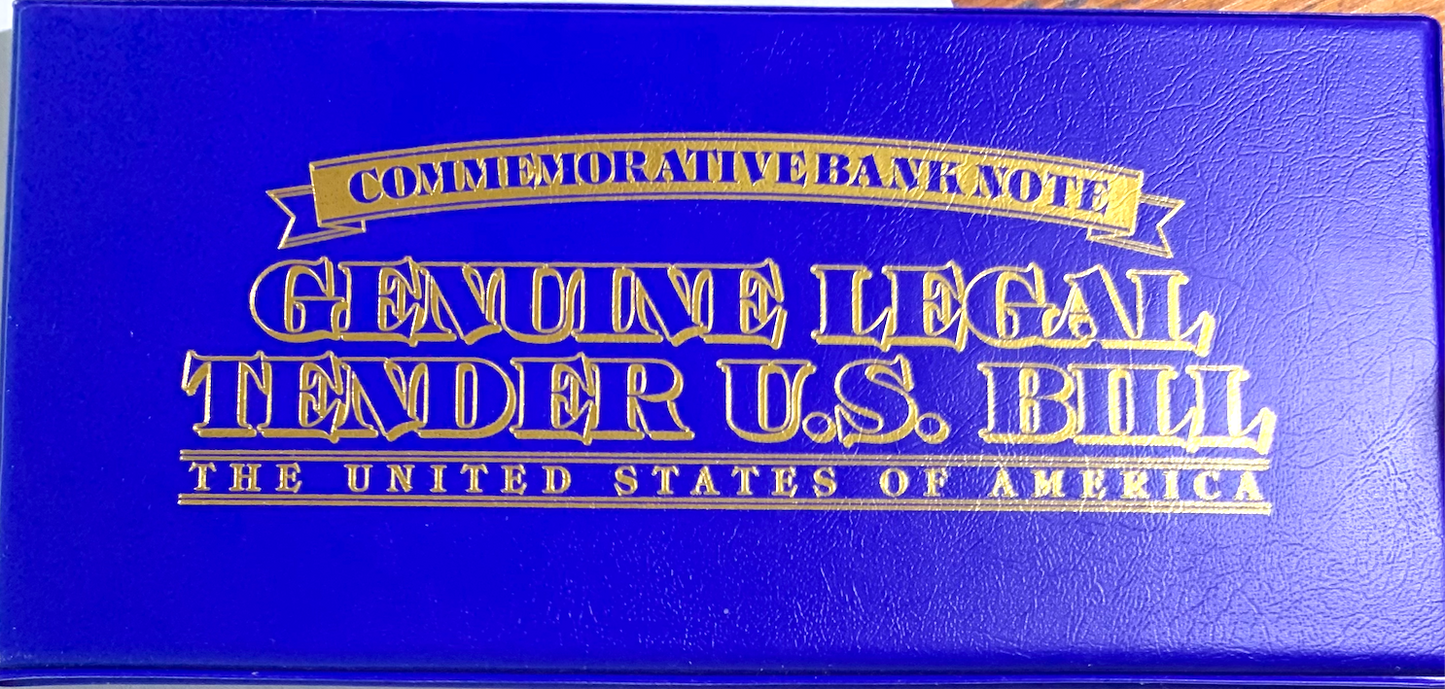 COMMEMORATIVE BANK NOTE
GENUINE LEGAL
TENDER U.S. BILL
THE UNITED STATES OF AMERICA